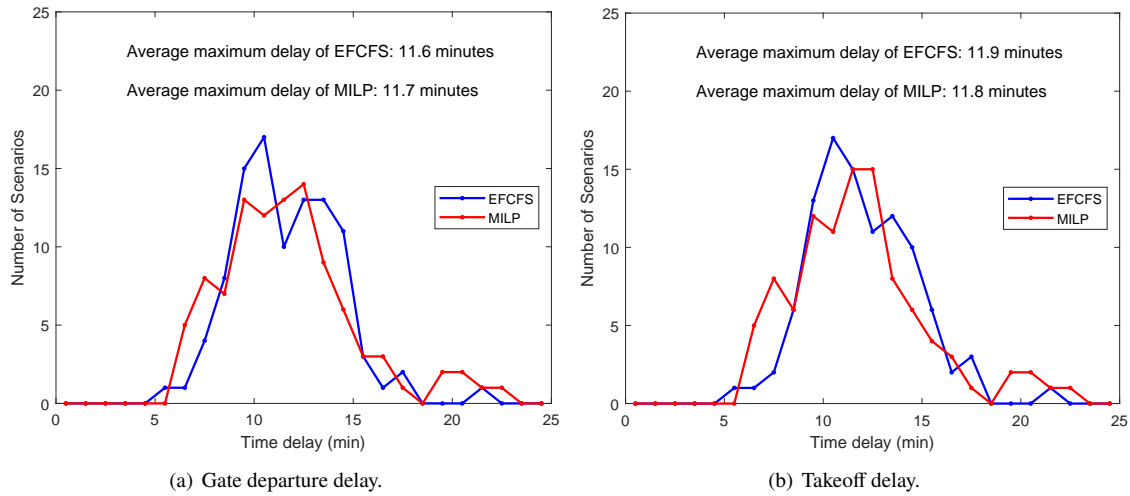 Average maximum delay of EFCFS: 11.6 minutes
Average maximum delay of MILP: 11.7 minutes
EFCFS
MILP
Number of Scenarios
25
20
15
10
5
0
0 5 10 15 20 25
Time delay (min)
(a) Gate departure delay.
Average maximum delay of EFCFS: 11.9 minutes
Average maximum delay of MILP: 11.8 minutes
EFCFS
MILP
Number of Scenarios
25
20
15
10
5
0
0 5 10 15 20 25
Time delay (min)
(b) Takeoff delay.